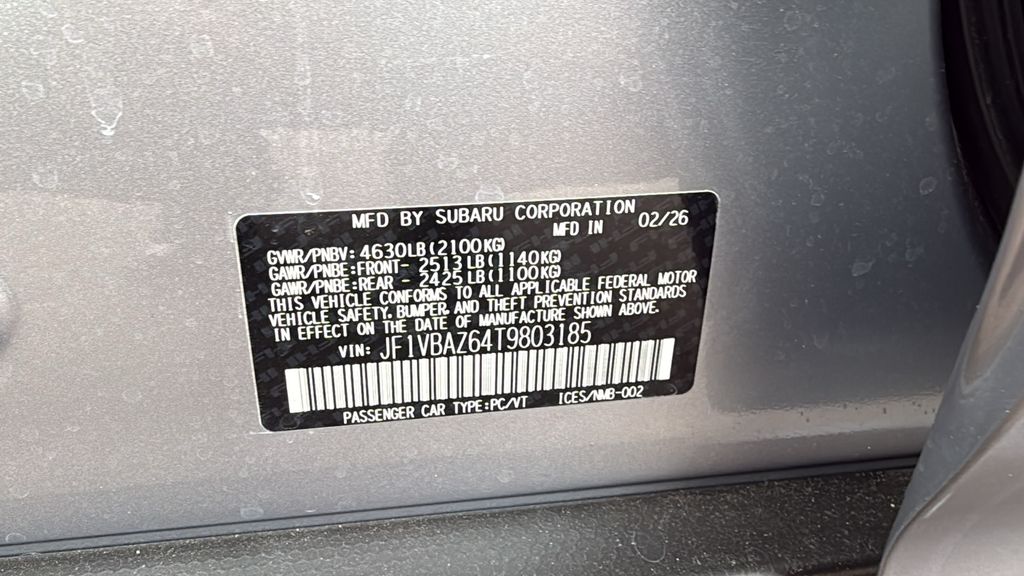 MFD BY SUBARU CORPORATION
MFD IN 02/26
GVWR/PNBV: 4630LB(2100KG)
GAWR/PNBE:FRONT- 2513LB(1140KG)
GAWR/PNBE:REAR - 2425LB(1100KG)
THIS VEHICLE CONFORMS TO ALL APPLICABLE FEDERAL MOTOR
VEHICLE SAFETY, BUMPER, AND THEFT PREVENTION STANDARDS
IN EFFECT ON THE DATE OF MANUFACTURE SHOWN ABOVE.
VIN: JF1VBAZ64T9803185
PASSENGER CAR TYPE:PC/VT ICES/NMB-002